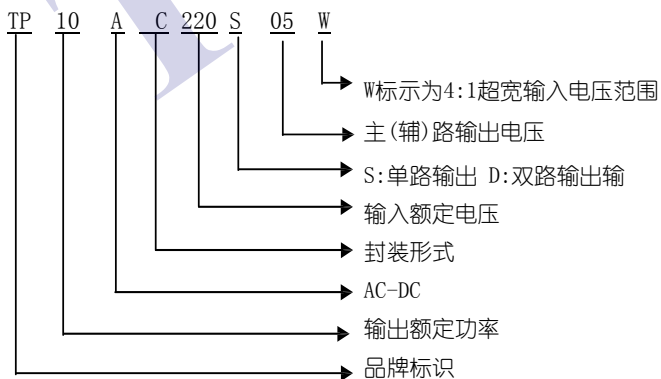 TP 10 A C 220 S 05 W
W标示为4:1超宽输入电压范围
主(辅)路输出电压
S:单路输出 D:双路输出输
输入额定电压
封装形式
AC-DC
输出额定功率
品牌标识